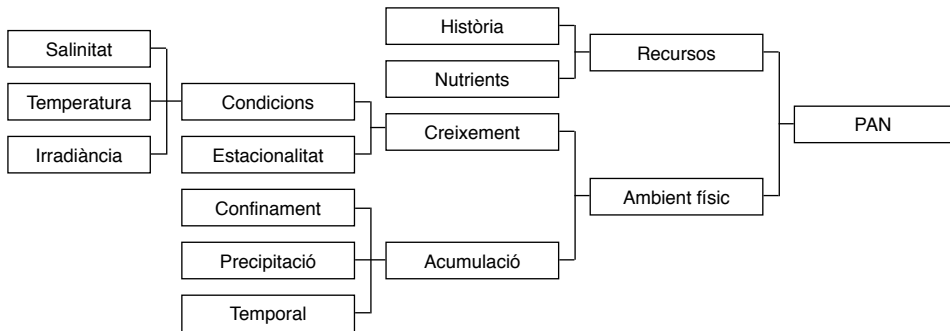 Història
Salinitat
Recursos
Nutrients
Temperatura
Condicions
PAN
Creixement
Irradiància
Estacionalitat
Ambient físic
Confinament
Precipitació
Acumulació
Temporal